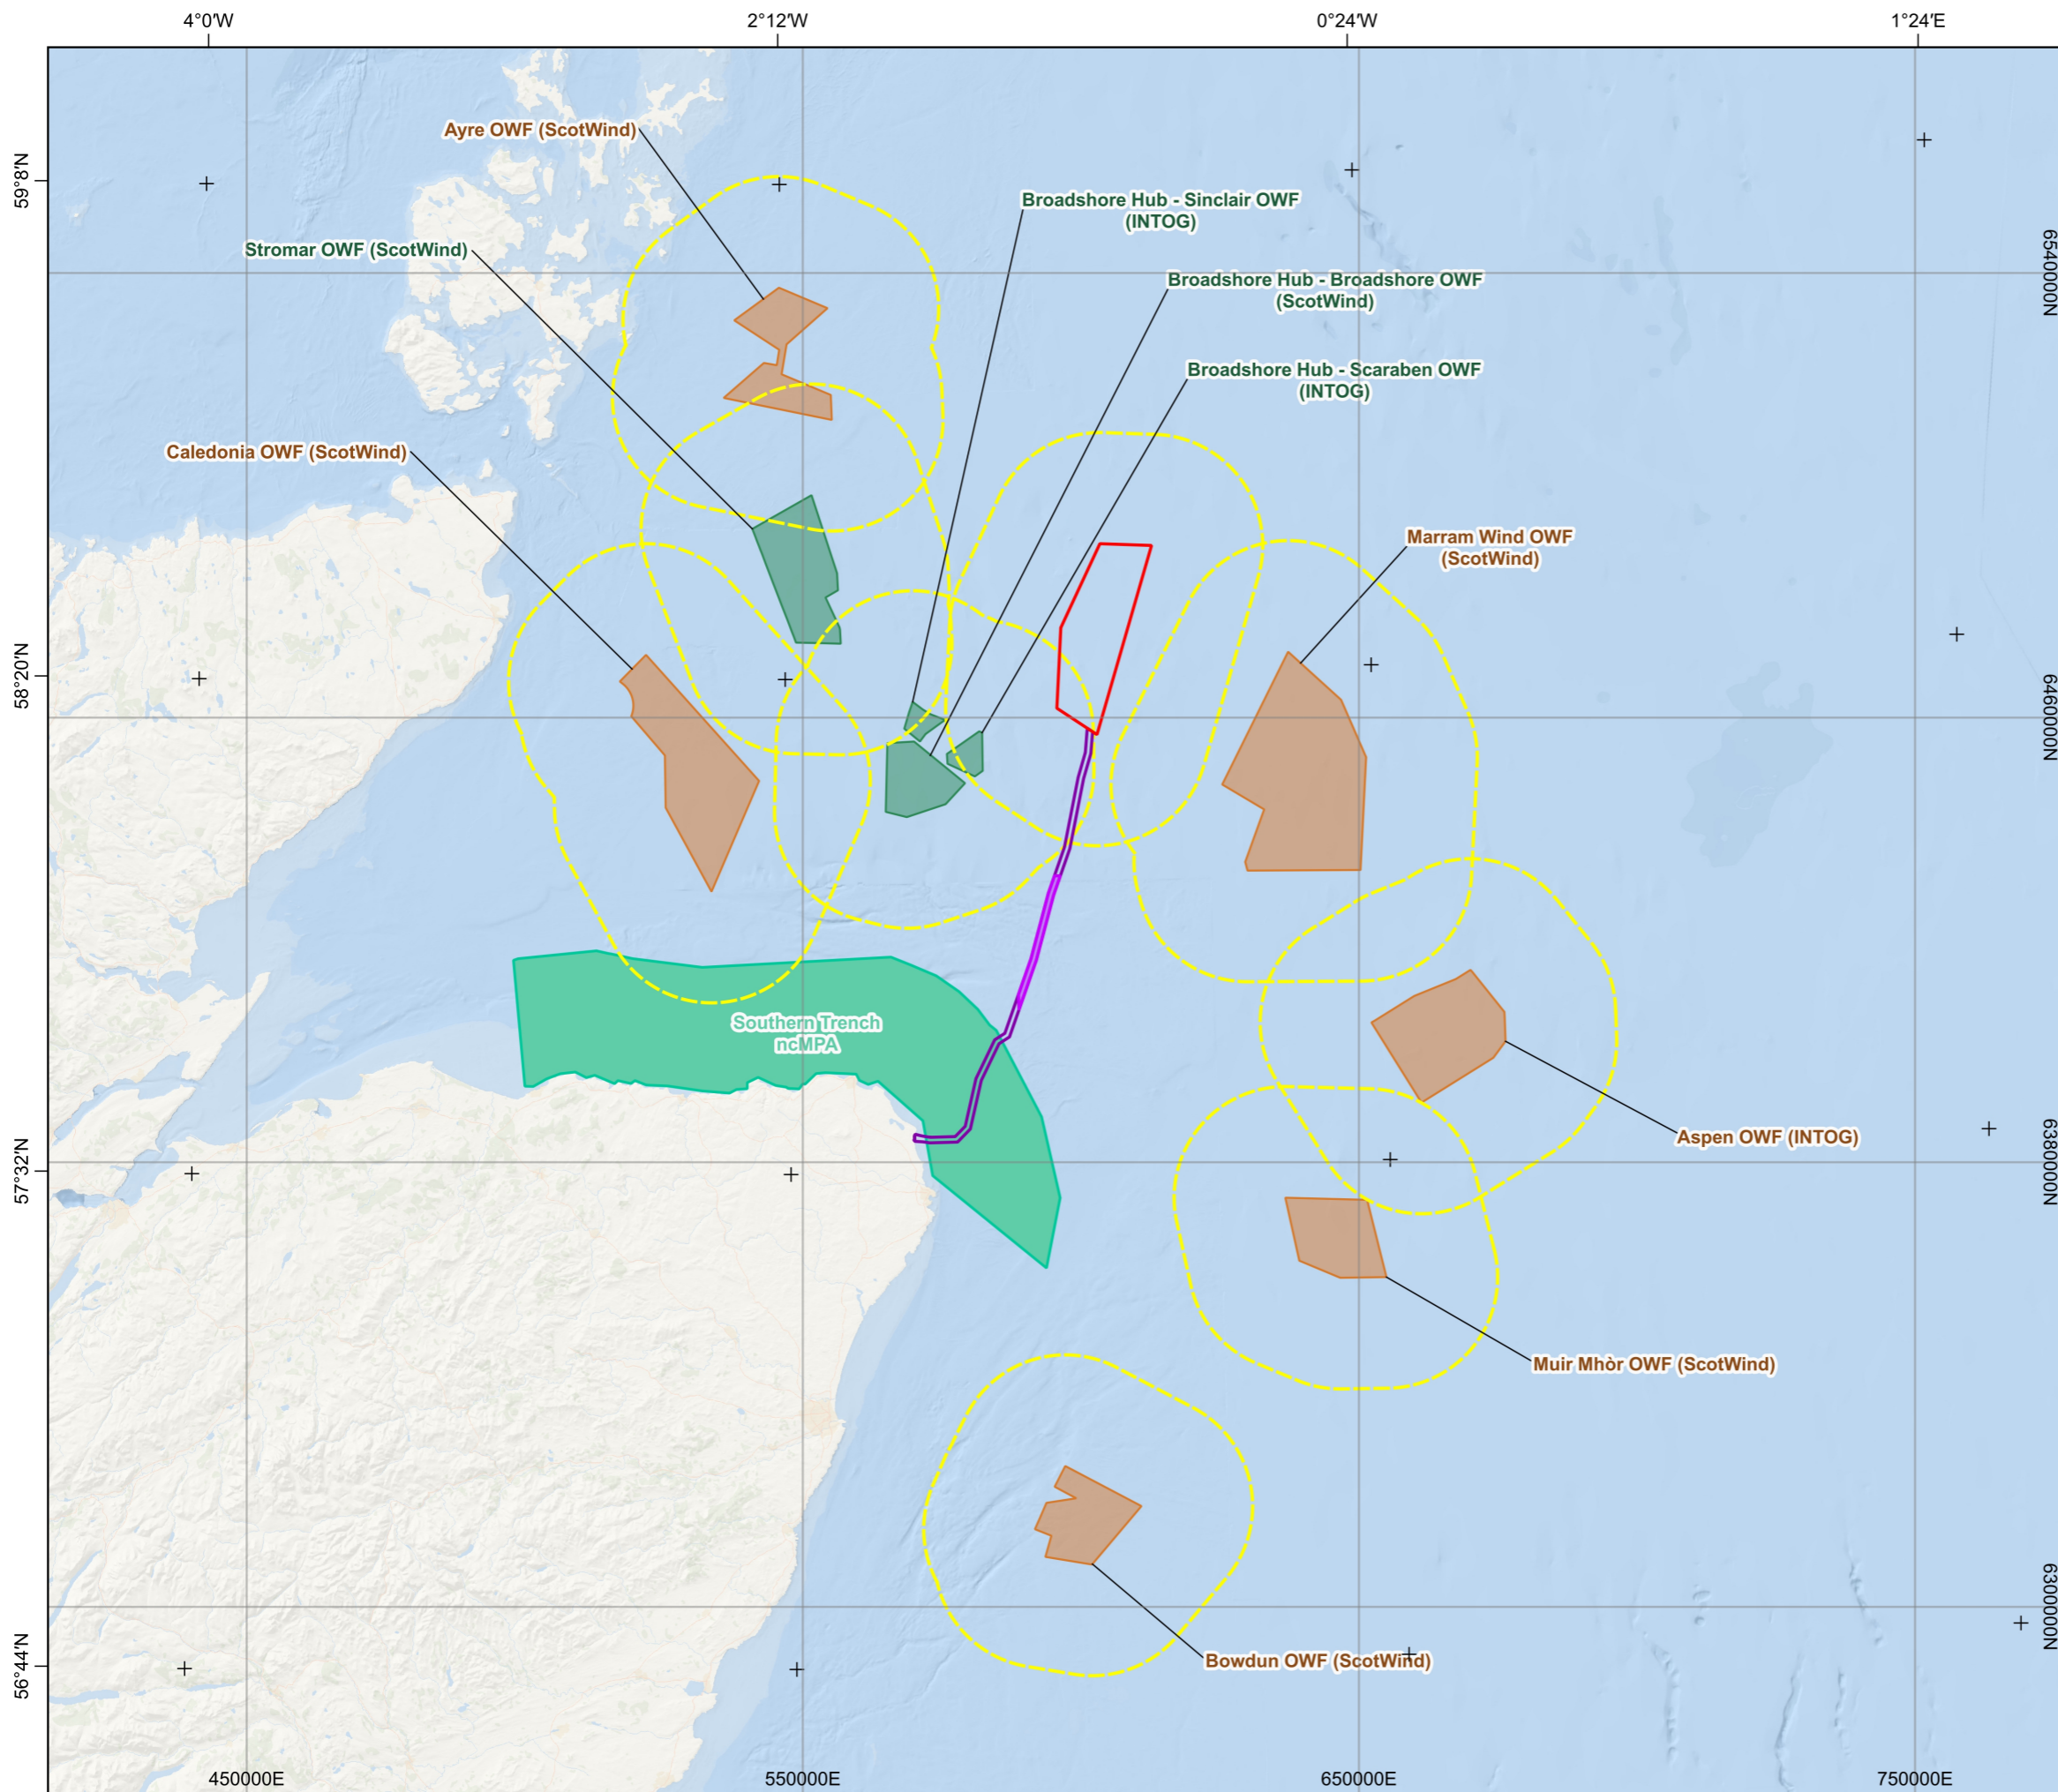 4°0'W
2°12'W
0°24'W
1°24'E
Ayre OWF (ScotWind)
59°8'N
Broadshore Hub - Sinclair OWF
(INTOG)
Stromar OWF (ScotWind)
6540000N
Broadshore Hub - Broadshore OWF
(ScotWind)
Broadshore Hub - Scaraben OWF
(INTOG)
Caledonia OWF (ScotWind)
Marram Wind OWF
(ScotWind)
58°20'N
6460000N
Southern Trench
ncMPA
Aspen OWF (INTOG)
57°32'N
6380000N
Muir Mhòr OWF (ScotWind)
6300000N
56°44'N
Bowdun OWF (ScotWind)
450000E
550000E
650000E
750000E